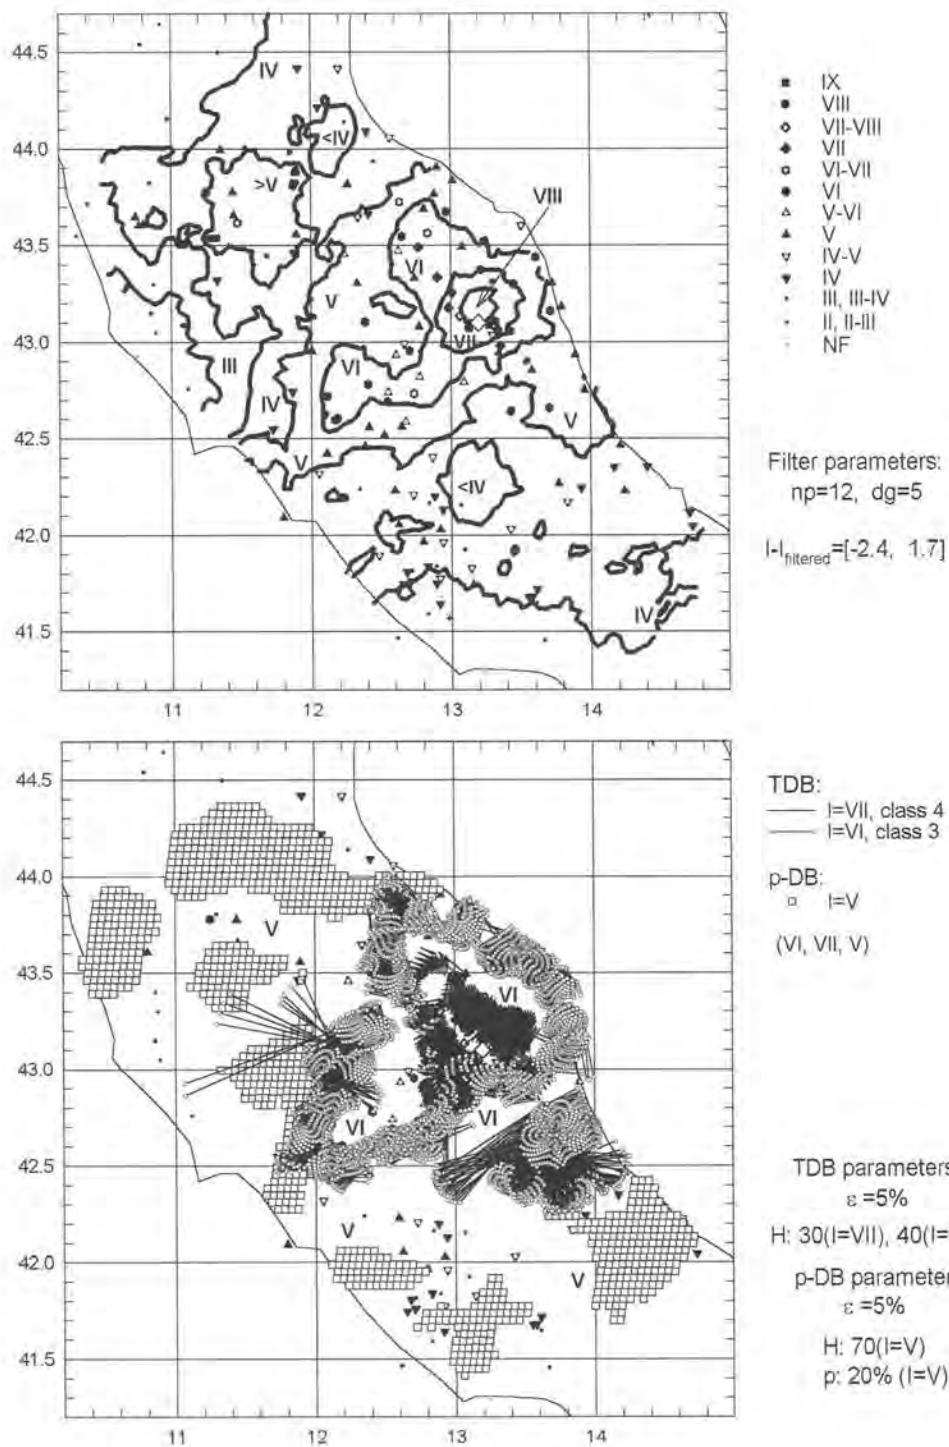 44.5
44.0
43.5
43.0
42.5
42.0
41.5
11
12
13
14
IV
<IV
>V
VIII
VI
V
VII
III
VI
IV
V
V
<IV
IV
IX
VIII
VII-VIII
VII
VI-VII
VI
V-VI
V
IV-V
IV
III, III-IV
II, II-III
NF
Filter parameters:
np=12, dg=5
I-Ifiltered=[-2.4, 1.7]
44.5
44.0
43.5
43.0
42.5
42.0
41.5
11
12
13
14
V
VI
VI
VI
V
V
TDB:
I=VII, class 4
I=VI, class 3
p-DB:
I=V
(VI, VII, V)
TDB parameters
ε =5%
H: 30(I=VII), 40(I=
p-DB parameter
ε =5%
H: 70(I=V)
p: 20% (I=V)